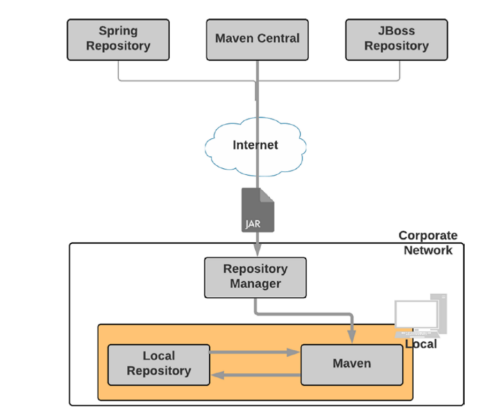 Spring
Repository
Maven Central
JBoss
Repository
Internet
JAR
Corporate
Network
Repository
Manager
Local
Local
Repository
Maven